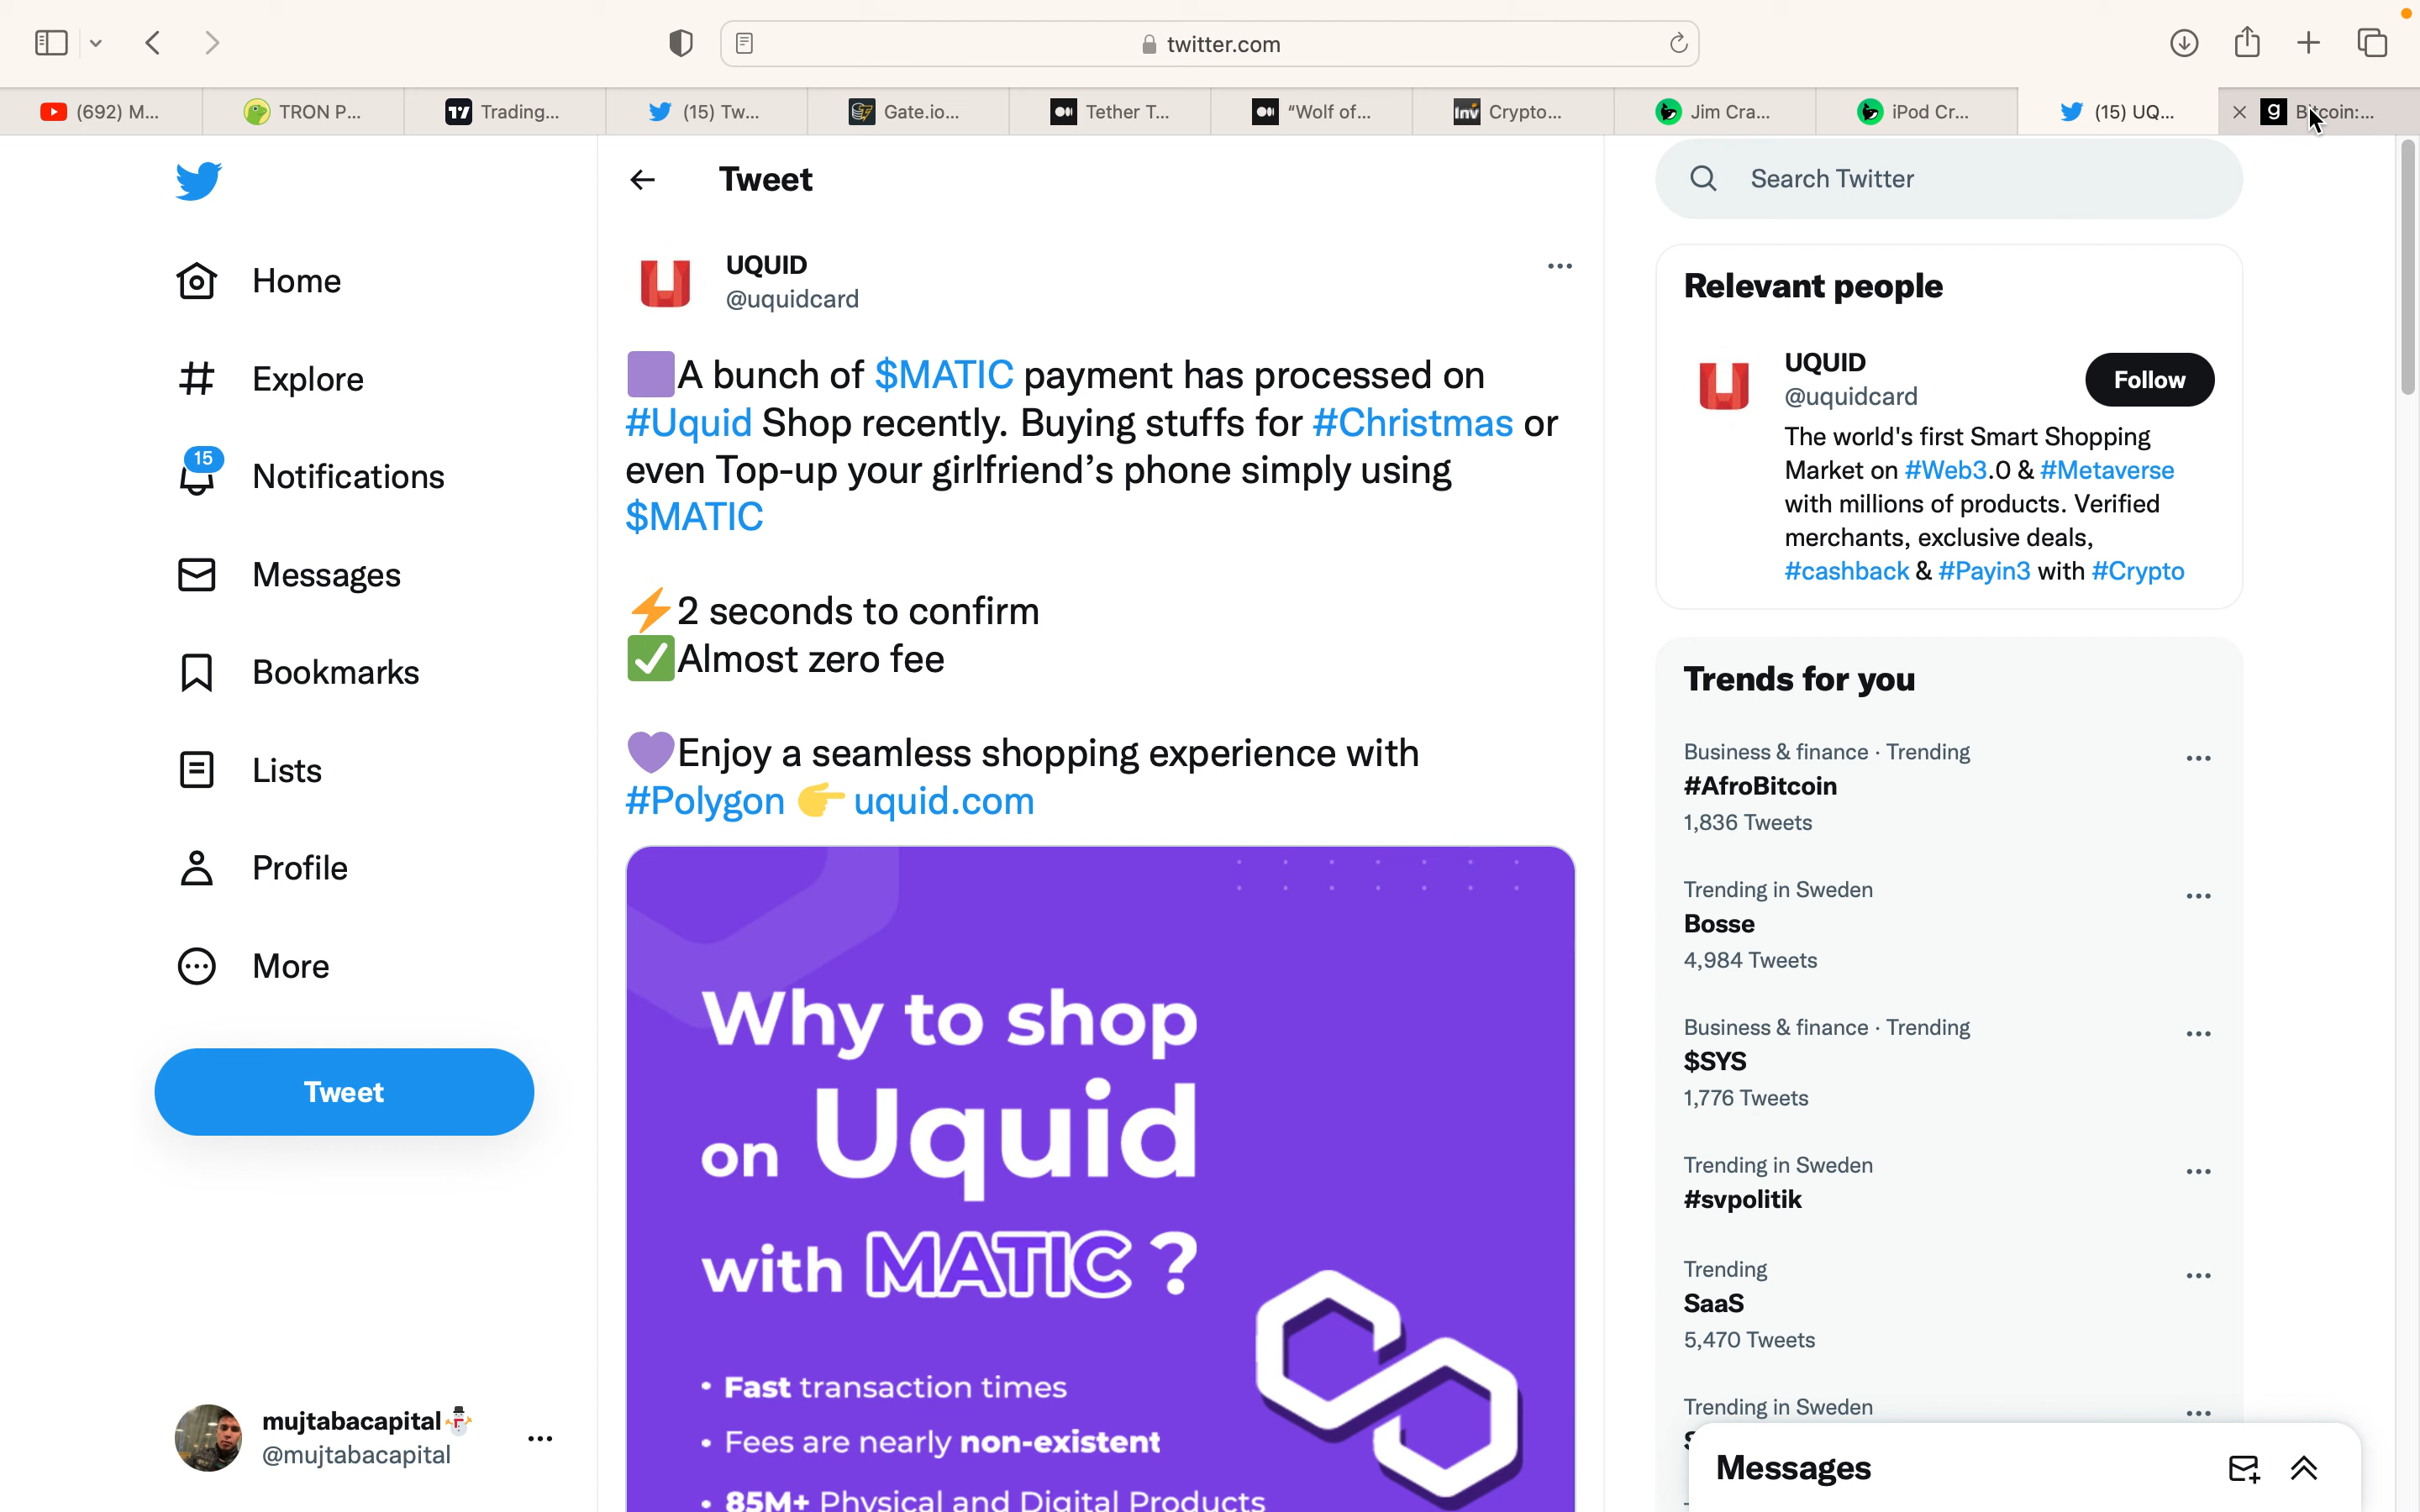 twitter.com
(692) M...
TRON P...
Trading...
(15) Tw...
Gate.io...
Tether T...
"Wolf of...
Crypto...
Jim Cra...
iPod Cr...
(15) UQ...
Home
Explore
15
Notifications
Messages
Bookmarks
Lists
Profile
More
Tweet
mujtabacapital
@mujtabacapital
Tweet
UQUID
@uquidcard
A bunch of $MATIC payment has processed on
#Uquid Shop recently. Buying stuffs for #Christmas or
even Top-up your girlfriend's phone simply using
$MATIC
⚡2 seconds to confirm
✅Almost zero fee
💜Enjoy a seamless shopping experience with
#Polygon 👉 uquid.com
Why to shop
on Uquid
with MATIC ?
• Fast transaction times
• Fees are nearly non-existent
• 85M+ Physical and Digital Products
Search Twitter
Relevant people
UQUID
@uquidcard
Follow
The world's first Smart Shopping
Market on #Web3.0 & #Metaverse
with millions of products. Verified
merchants, exclusive deals,
#cashback & #Payin3 with #Crypto
Trends for you
Business & finance · Trending
#AfroBitcoin
1,836 Tweets
Trending in Sweden
Bosse
4,984 Tweets
Business & finance · Trending
$SYS
1,776 Tweets
Trending in Sweden
#svpolitik
Trending
SaaS
5,470 Tweets
Trending in Sweden
Messages